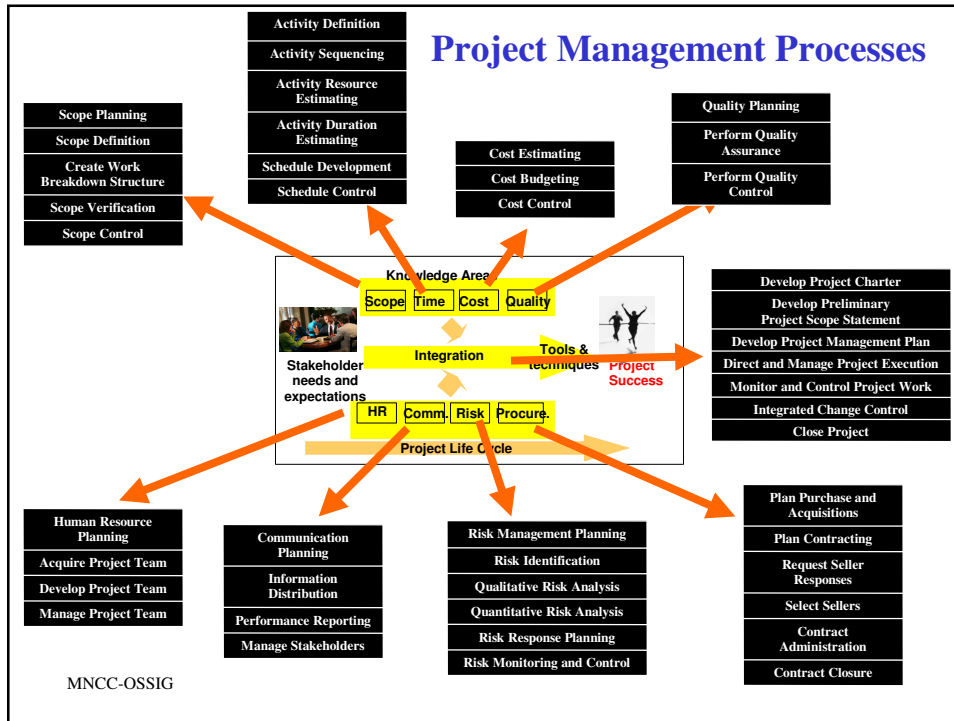 Project Management Processes
Activity Definition
Activity Sequencing
Activity Resource
Estimating
Activity Duration
Estimating
Schedule Development
Schedule Control
Scope Planning
Scope Definition
Create Work
Breakdown Structure
Scope Verification
Scope Control
Cost Estimating
Cost Budgeting
Cost Control
Quality Planning
Perform Quality
Assurance
Perform Quality
Control
Knowledge Areas
Scope Time Cost Quality
Integration
Tools &
techniques
Stakeholder
needs and
expectations
Project
Success
HR Comm. Risk Procure.
Project Life Cycle
Develop Project Charter
Develop Preliminary
Project Scope Statement
Develop Project Management Plan
Direct and Manage Project Execution
Monitor and Control Project Work
Integrated Change Control
Close Project
Human Resource
Planning
Acquire Project Team
Develop Project Team
Manage Project Team
Communication
Planning
Information
Distribution
Performance Reporting
Manage Stakeholders
Risk Management Planning
Risk Identification
Qualitative Risk Analysis
Quantitative Risk Analysis
Risk Response Planning
Risk Monitoring and Control
Plan Purchase and
Acquisitions
Plan Contracting
Request Seller
Responses
Select Sellers
Contract
Administration
Contract Closure
MNCC-OSSIG